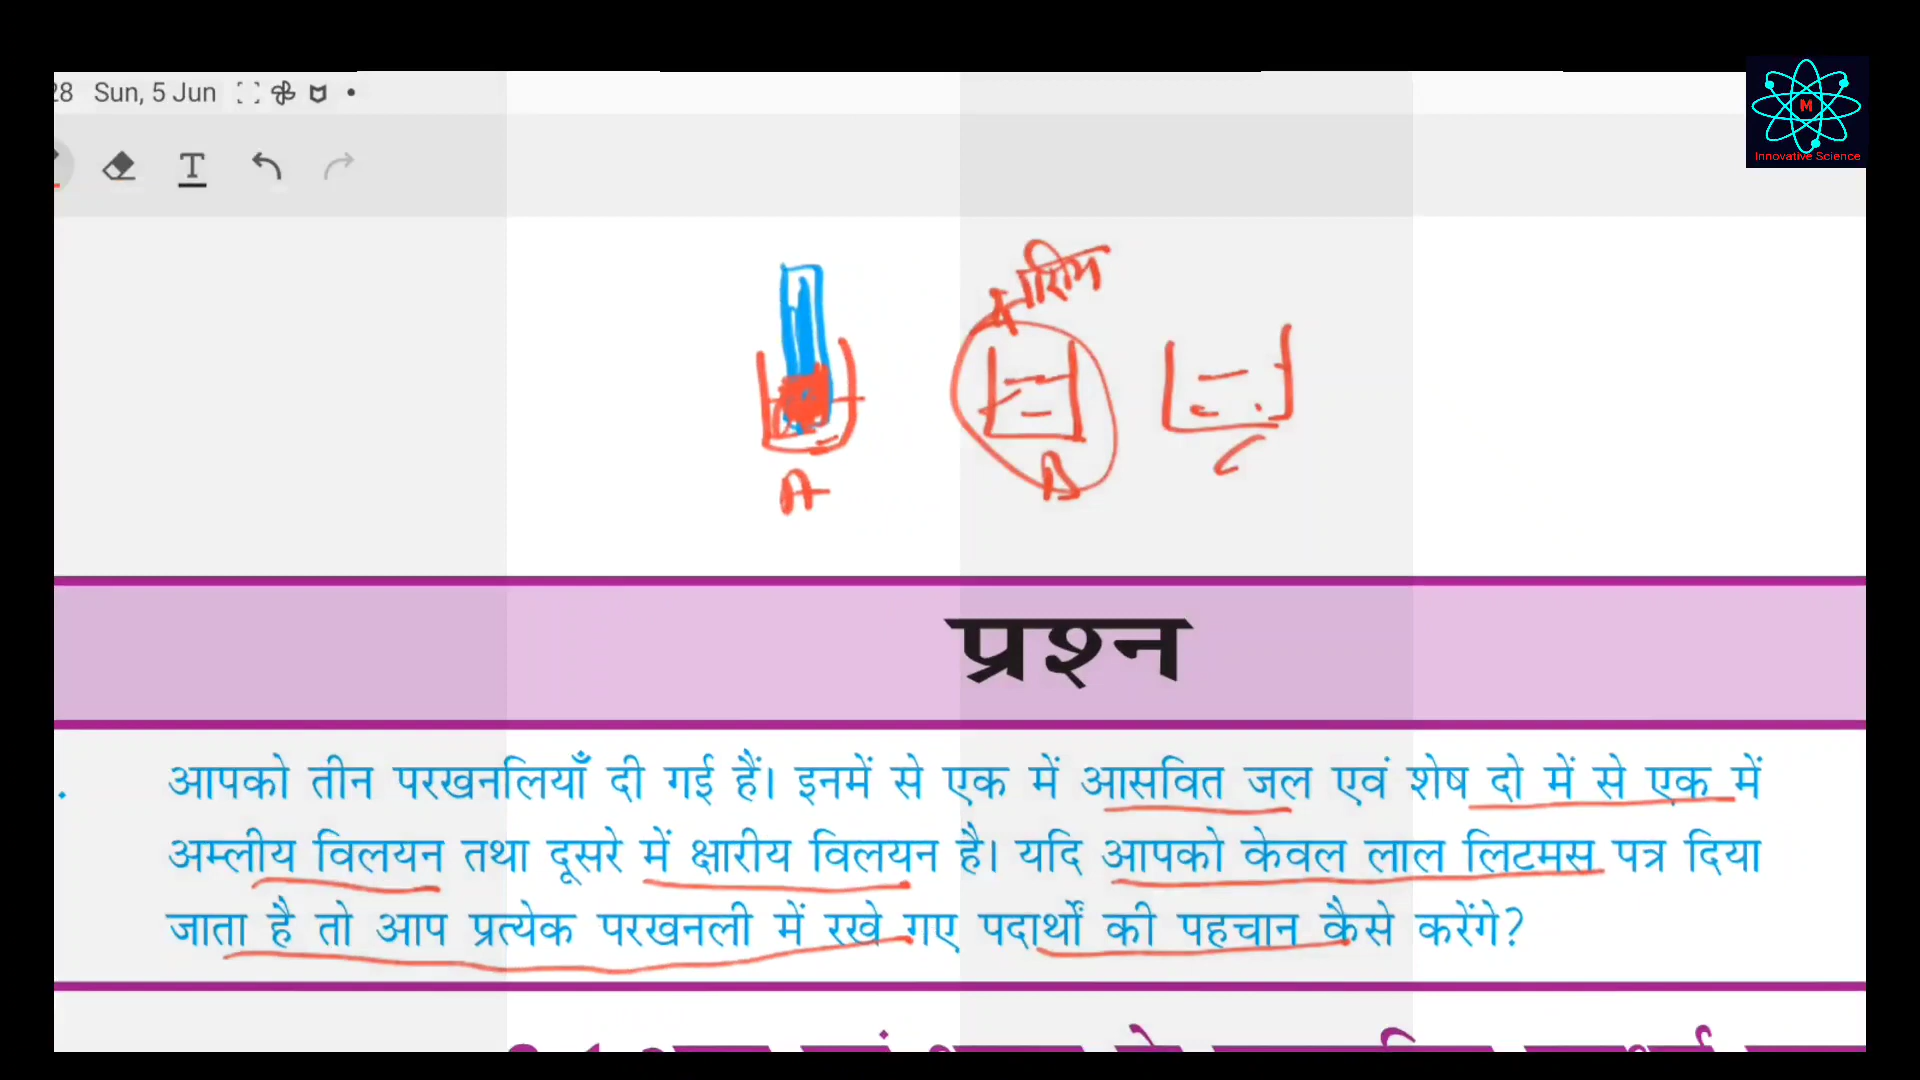 28 Sun, 5 Jun
T
M
Innovative Science
क्षारीय
A
B
C
प्रश्न
. आपको तीन परखनलियाँ दी गई हैं। इनमें से एक में आसवित जल एवं शेष दो में से एक में
अम्लीय विलयन तथा दूसरे में क्षारीय विलयन है। यदि आपको केवल लाल लिटमस पत्र दिया
जाता है तो आप प्रत्येक परखनली में रखे गए पदार्थों की पहचान कैसे करेंगे?